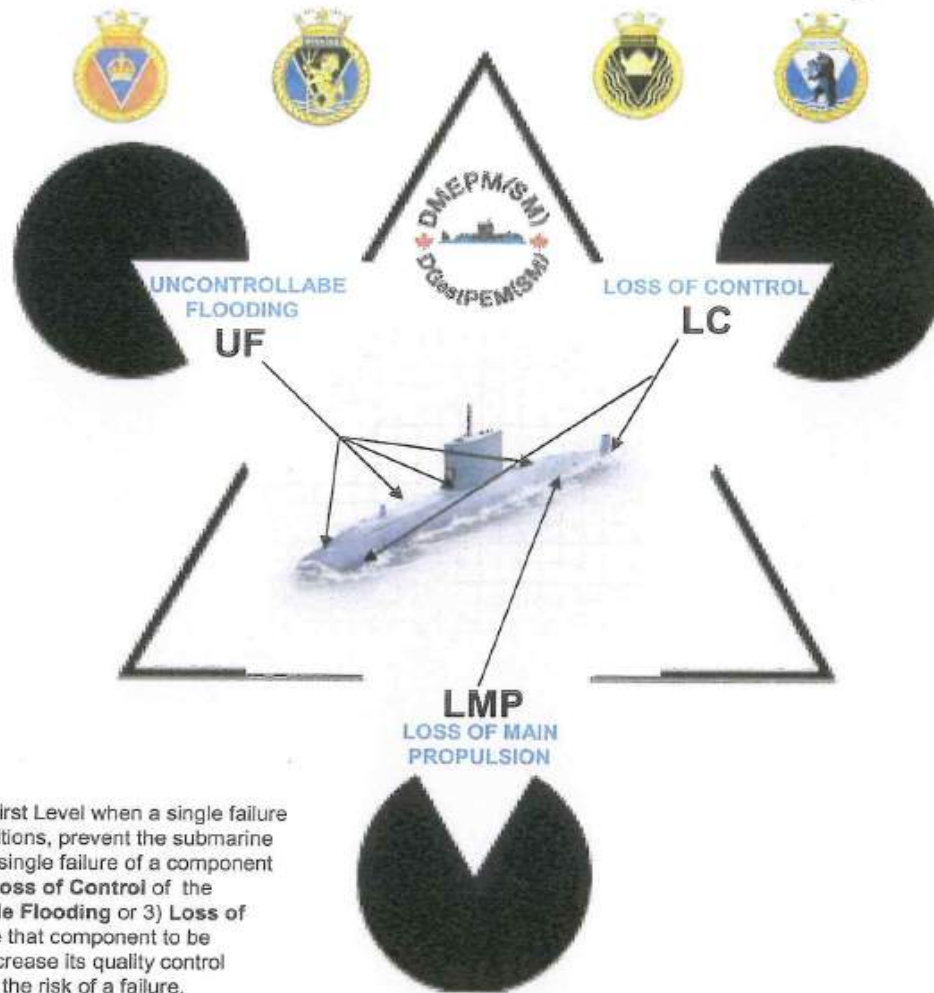 DMEPM(SM)
DGestPEM(SM)
UNCONTROLLABE
FLOODING
UF
LOSS OF CONTROL
LC
LMP
LOSS OF MAIN
PROPULSION
irst Level when a single failure
itions, prevent the submarine
single failure of a component
oss of Control of the
le Flooding or 3) Loss of
e that component to be
crease its quality control
the risk of a failure.